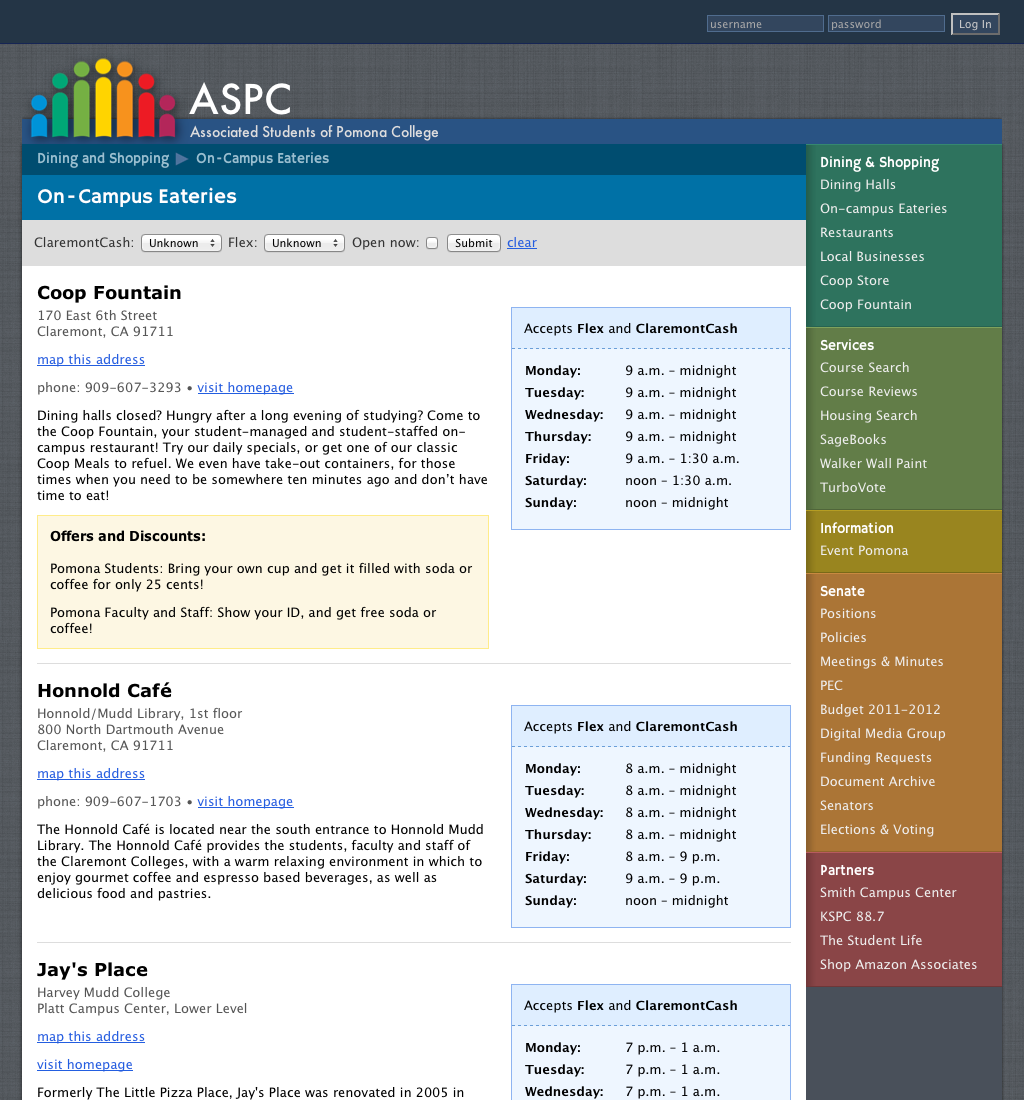 username password Log In
ASPC
Associated Students of Pomona College
Dining and Shopping ▶ On-Campus Eateries
On-Campus Eateries
ClaremontCash: Unknown Flex: Unknown Open now: Submit clear
Coop Fountain
170 East 6th Street
Claremont, CA 91711
map this address
phone: 909-607-3293 • visit homepage
Dining halls closed? Hungry after a long evening of studying? Come to
the Coop Fountain, your student-managed and student-staffed on-
campus restaurant! Try our daily specials, or get one of our classic
Coop Meals to refuel. We even have take-out containers, for those
times when you need to be somewhere ten minutes ago and don't have
time to eat!
Offers and Discounts:
Pomona Students: Bring your own cup and get it filled with soda or
coffee for only 25 cents!
Pomona Faculty and Staff: Show your ID, and get free soda or
coffee!
Accepts Flex and ClaremontCash
Monday: 9 a.m. – midnight
Tuesday: 9 a.m. – midnight
Wednesday: 9 a.m. – midnight
Thursday: 9 a.m. – midnight
Friday: 9 a.m. – 1:30 a.m.
Saturday: noon – 1:30 a.m.
Sunday: noon – midnight
Honnold Café
Honnold/Mudd Library, 1st floor
800 North Dartmouth Avenue
Claremont, CA 91711
map this address
phone: 909-607-1703 • visit homepage
The Honnold Café is located near the south entrance to Honnold Mudd
Library. The Honnold Café provides the students, faculty and staff of
the Claremont Colleges, with a warm relaxing environment in which to
enjoy gourmet coffee and espresso based beverages, as well as
delicious food and pastries.
Accepts Flex and ClaremontCash
Monday: 8 a.m. – midnight
Tuesday: 8 a.m. – midnight
Wednesday: 8 a.m. – midnight
Thursday: 8 a.m. – midnight
Friday: 8 a.m. – 9 p.m.
Saturday: 9 a.m. – 9 p.m.
Sunday: noon – midnight
Jay's Place
Harvey Mudd College
Platt Campus Center, Lower Level
map this address
visit homepage
Formerly The Little Pizza Place, Jay's Place was renovated in 2005 in
Accepts Flex and ClaremontCash
Monday: 7 p.m. – 1 a.m.
Tuesday: 7 p.m. – 1 a.m.
Wednesday: 7 p.m. – 1 a.m.
Dining & Shopping
Dining Halls
On-campus Eateries
Restaurants
Local Businesses
Coop Store
Coop Fountain
Services
Course Search
Course Reviews
Housing Search
SageBooks
Walker Wall Paint
TurboVote
Information
Event Pomona
Senate
Positions
Policies
Meetings & Minutes
PEC
Budget 2011-2012
Digital Media Group
Funding Requests
Document Archive
Senators
Elections & Voting
Partners
Smith Campus Center
KSPC 88.7
The Student Life
Shop Amazon Associates